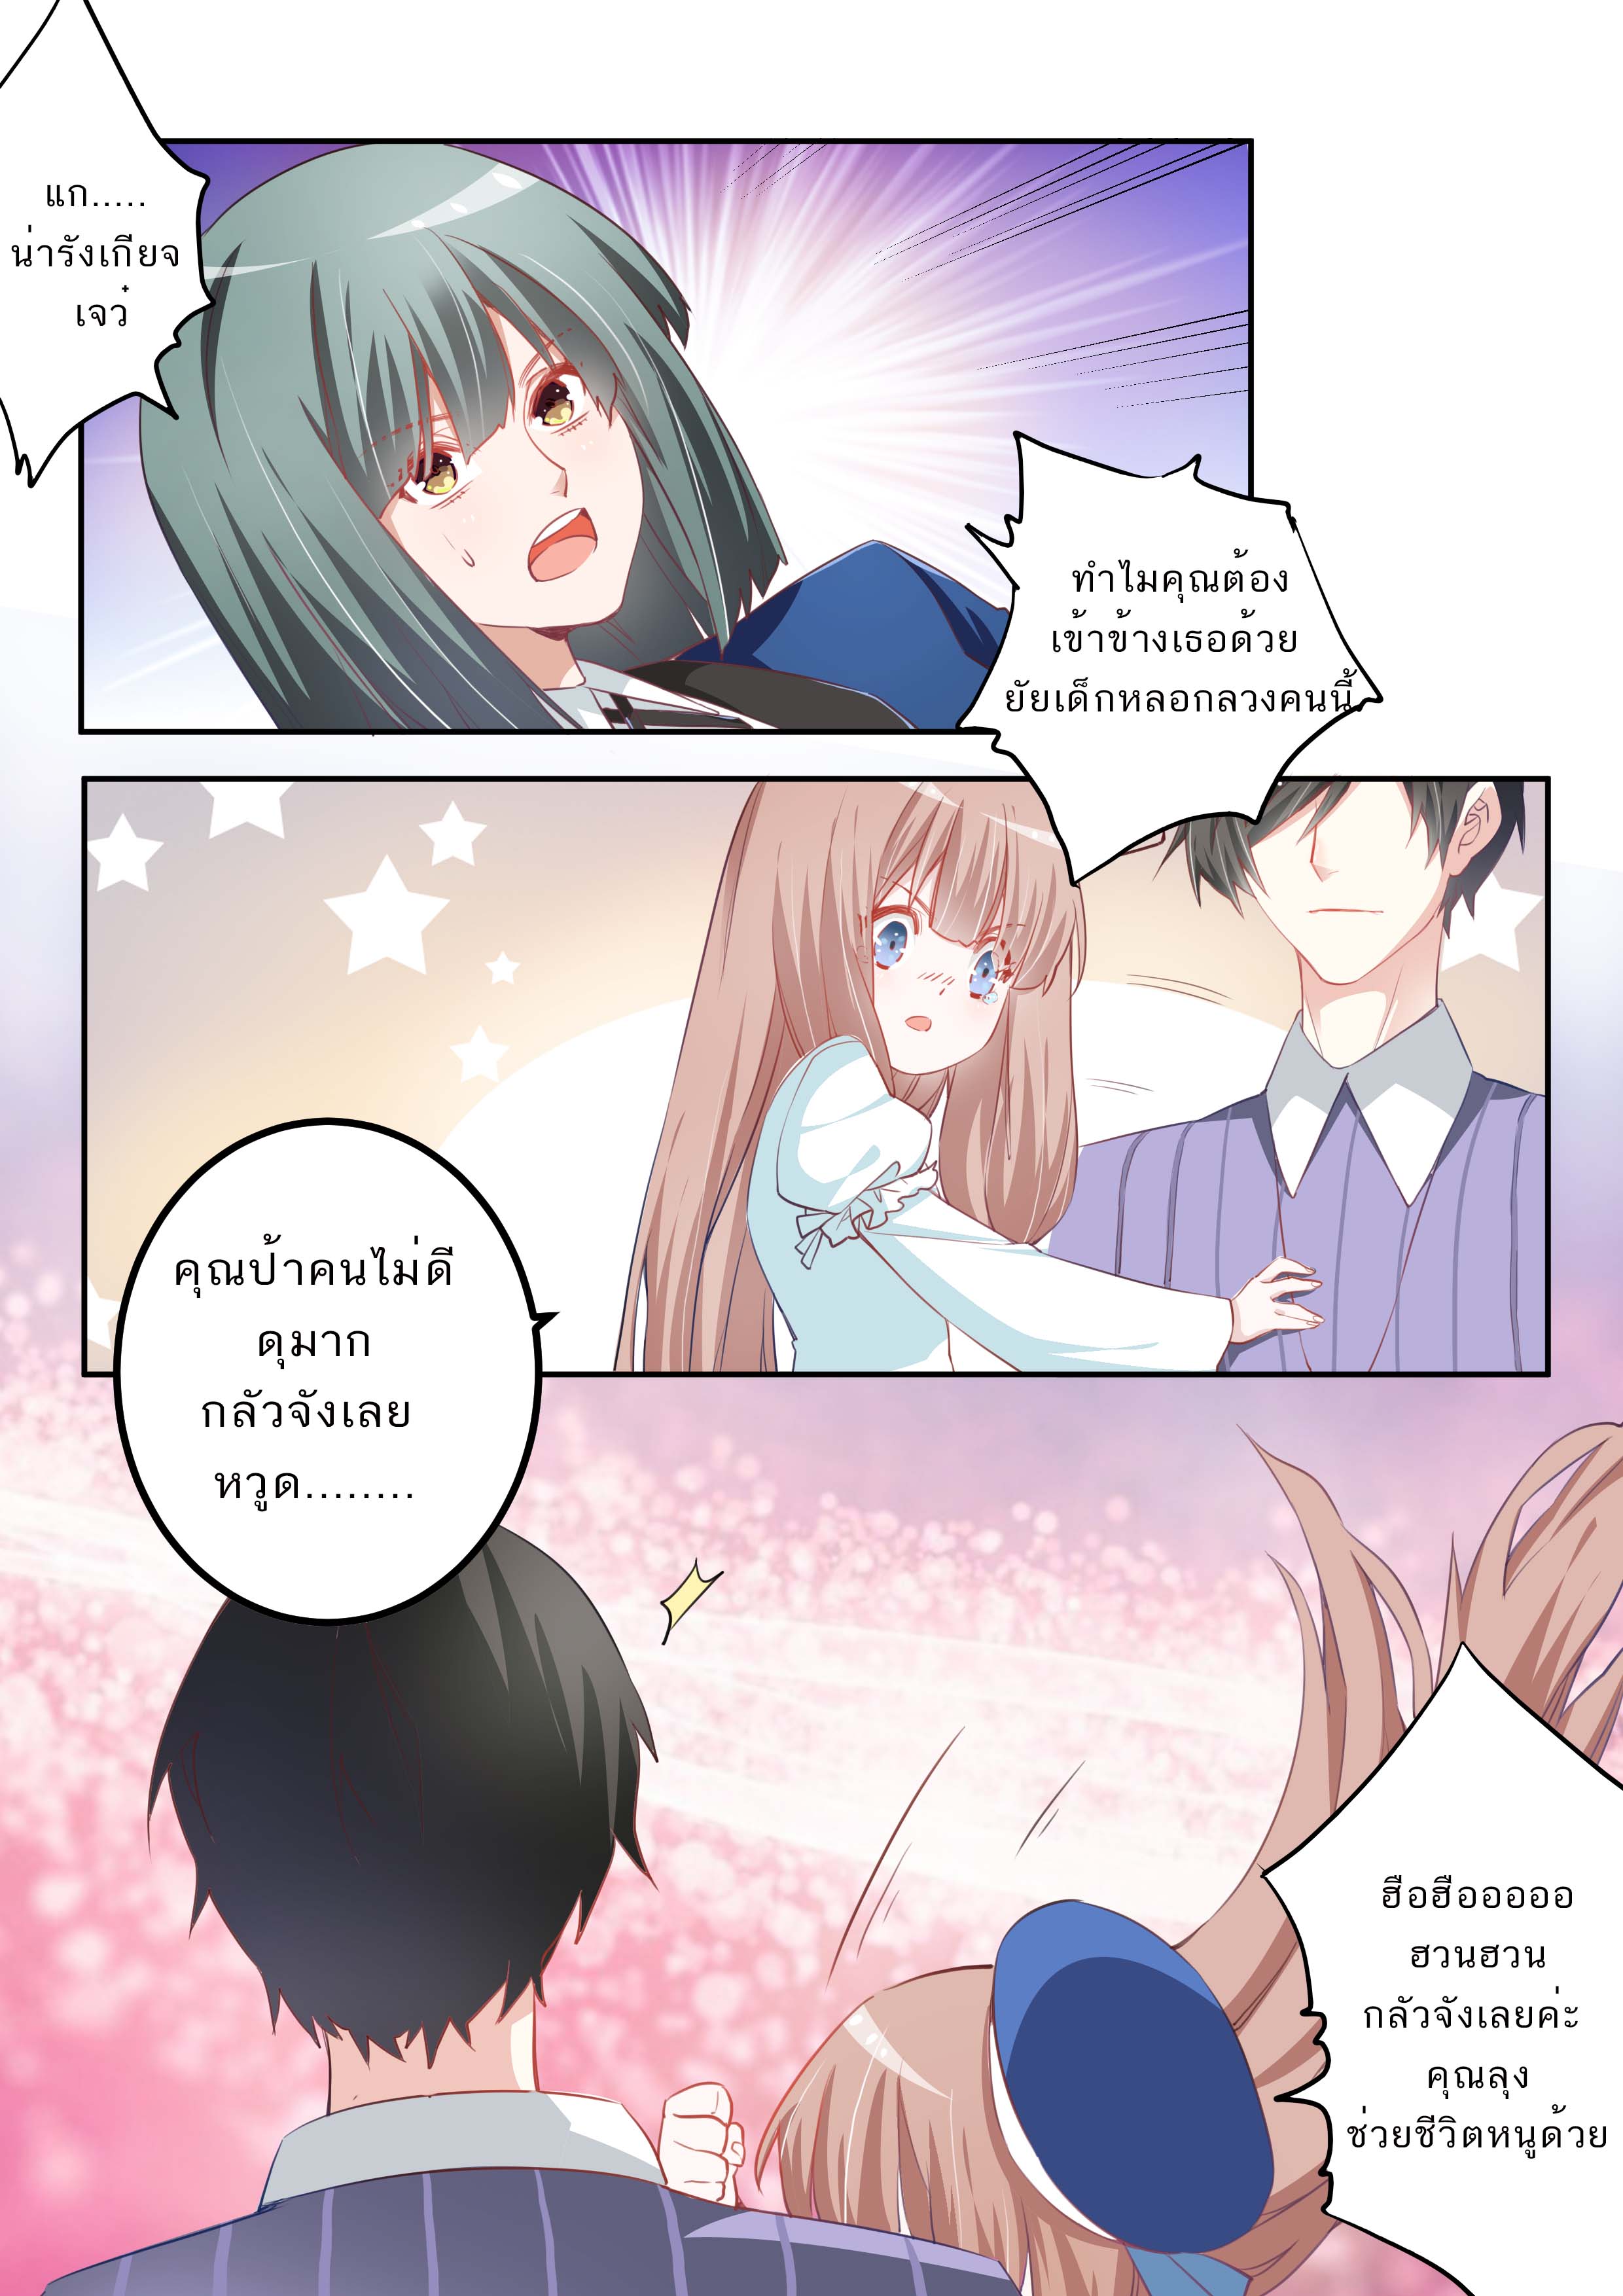 แก.....
น่ารังเกียจ
เจว๋
ทำไมคุณต้อง
เข้าข้างเธอด้วย
ยัยเด็กหลอกลวงคนนี้
คุณป้าคนไม่ดี
ดุมาก
กลัวจังเลย
หวูด........
ฮือฮืออออออ
ฮวนฮวน
กลัวจังเลยค่ะ
คุณลุง
ช่วยชีวิตหนูด้วย